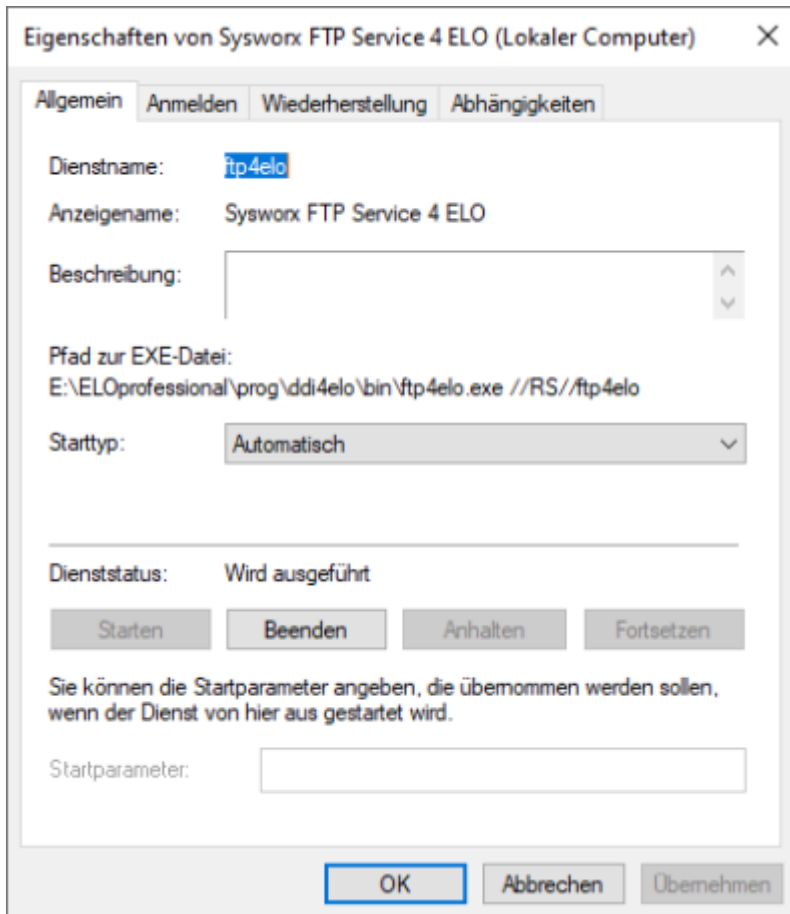 Eigenschaften von Sysworx FTP Service 4 ELO (Lokaler Computer)
Allgemein Anmelden Wiederherstellung Abhängigkeiten
Dienstname: ftp4elo
Anzeigename: Sysworx FTP Service 4 ELO
Beschreibung:
Pfad zur EXE-Datei:
E:\ELOprofessional\prog\ddi4elo\bin\ftp4elo.exe //RS//ftp4elo
Starttyp: Automatisch
Dienststatus: Wird ausgeführt
Starten Beenden Anhalten Fortsetzen
Sie können die Startparameter angeben, die übernommen werden sollen,
wenn der Dienst von hier aus gestartet wird.
Startparameter:
OK Abbrechen Übernehmen